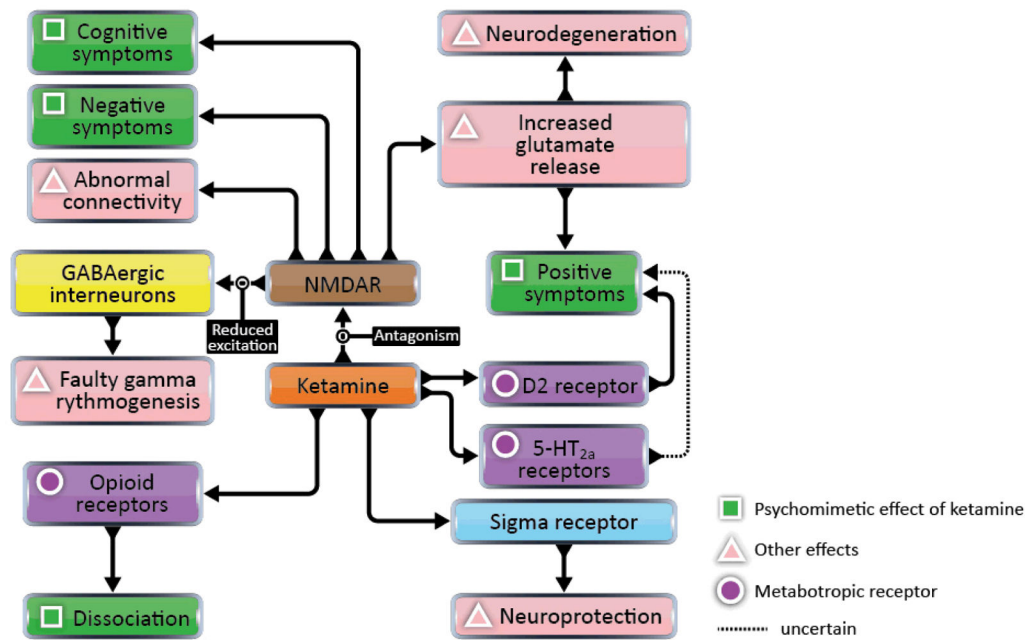 Cognitive
symptoms
Negative
symptoms
Abnormal
connectivity
Neurodegeneration
Increased
glutamate
release
GABAergic
interneurons
NMDAR
Positive
symptoms
Reduced
excitation
Antagonism
Faulty gamma
rythmogenesis
Ketamine
D2 receptor
5-HT2a
receptors
Opioid
receptors
Sigma receptor
Dissociation
Neuroprotection
Psychomimetic effect of ketamine
Other effects
Metabotropic receptor
uncertain